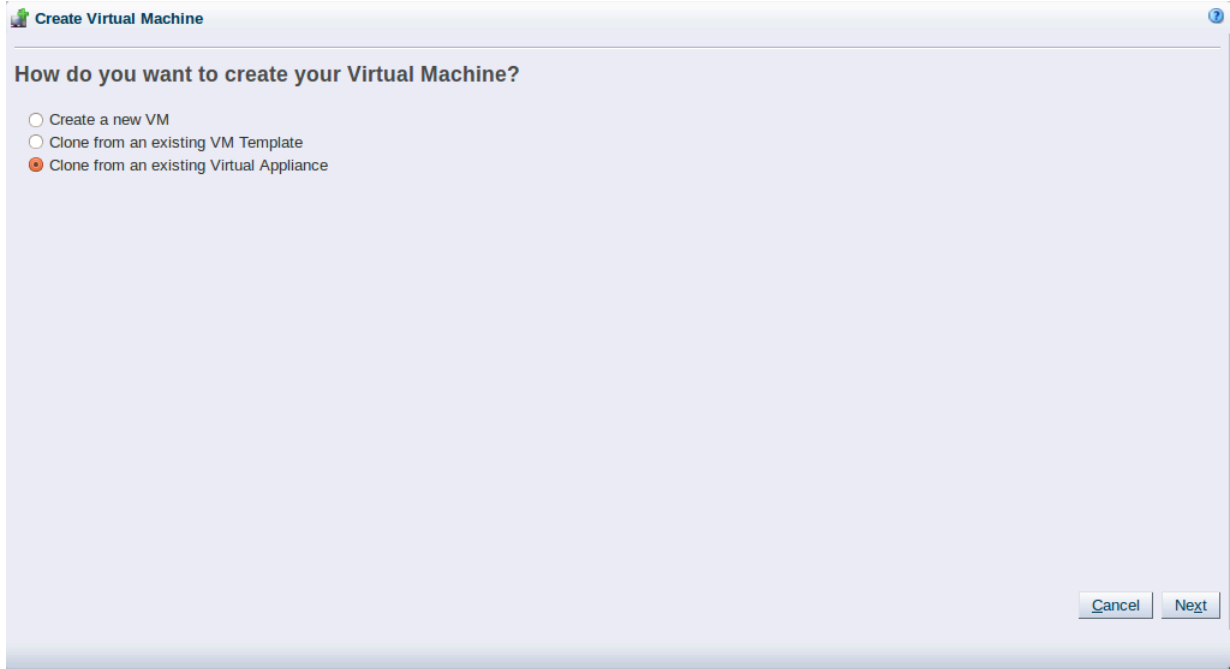 Create Virtual Machine
How do you want to create your Virtual Machine?
Create a new VM
Clone from an existing VM Template
Clone from an existing Virtual Appliance
Cancel
Next